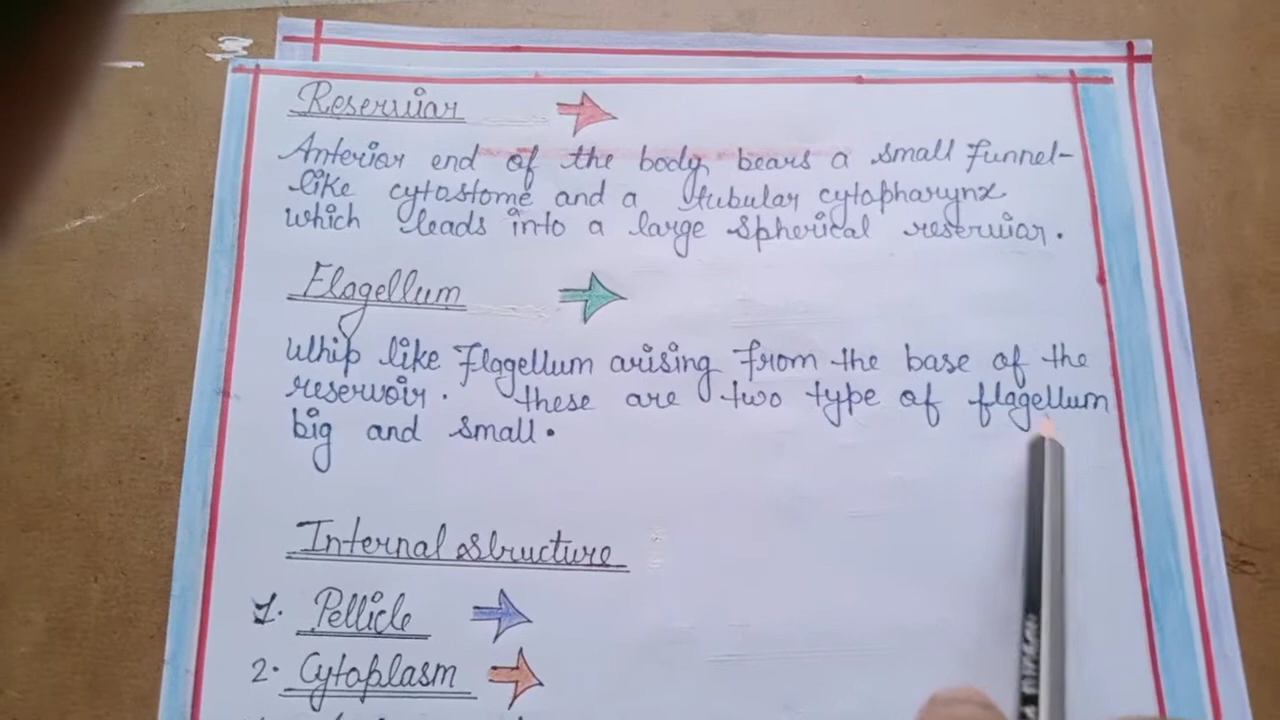 Reservuiar
Anterior end of the body bears a small funnel-
like cytostome and a tubular cytopharynx
which leads into a large spherical reservuiar.
Flagellum
Whip like flagellum arising from the base of the
reservoir. these are two type of flagellum
big and small.
Internal structure
1. Pellicle
2. Cytoplasm